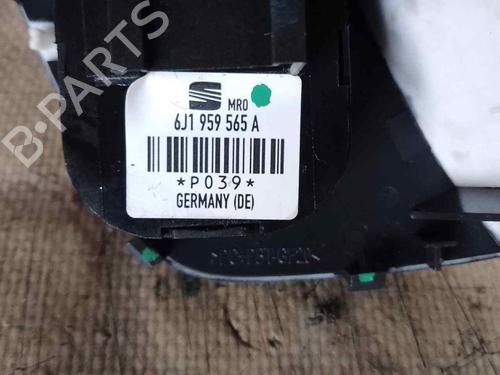 MRO
6J1 959 565 A
*P039*
GERMANY (DE)
B-PARTS